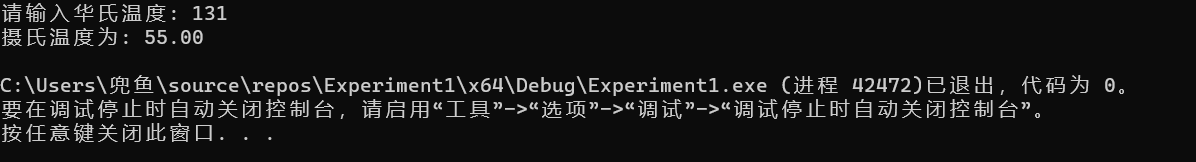 请输入华氏温度: 131
摄氏温度为: 55.00
C:\Users\兜鱼\source\repos\Experiment1\x64\Debug\Experiment1.exe (进程 42472)已退出，代码为 0。
要在调试停止时自动关闭控制台，请启用“工具”->“选项”->“调试”->“调试停止时自动关闭控制台”。
按任意键关闭此窗口. . .